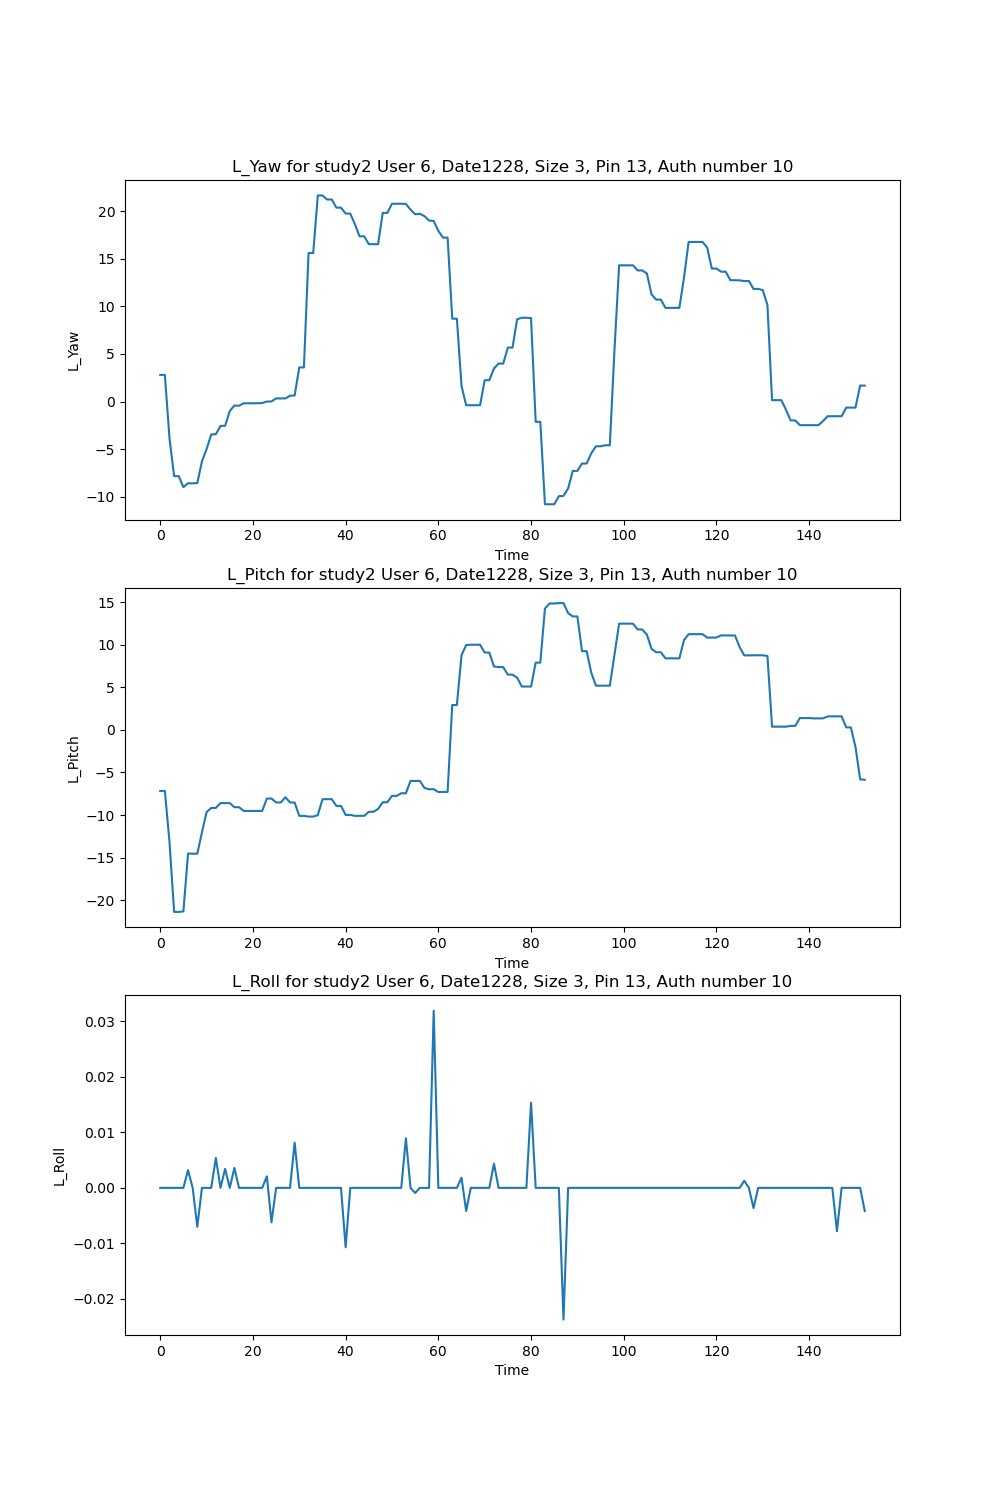 L_Yaw for study2 User 6, Date1228, Size 3, Pin 13, Auth number 10
20
15
10
5
0
−5
−10
L_Yaw
0 20 40 60 80 100 120 140
Time
L_Pitch for study2 User 6, Date1228, Size 3, Pin 13, Auth number 10
15
10
5
0
−5
−10
−15
−20
L_Pitch
0 20 40 60 80 100 120 140
Time
L_Roll for study2 User 6, Date1228, Size 3, Pin 13, Auth number 10
0.03
0.02
0.01
0.00
−0.01
−0.02
L_Roll
0 20 40 60 80 100 120 140
Time